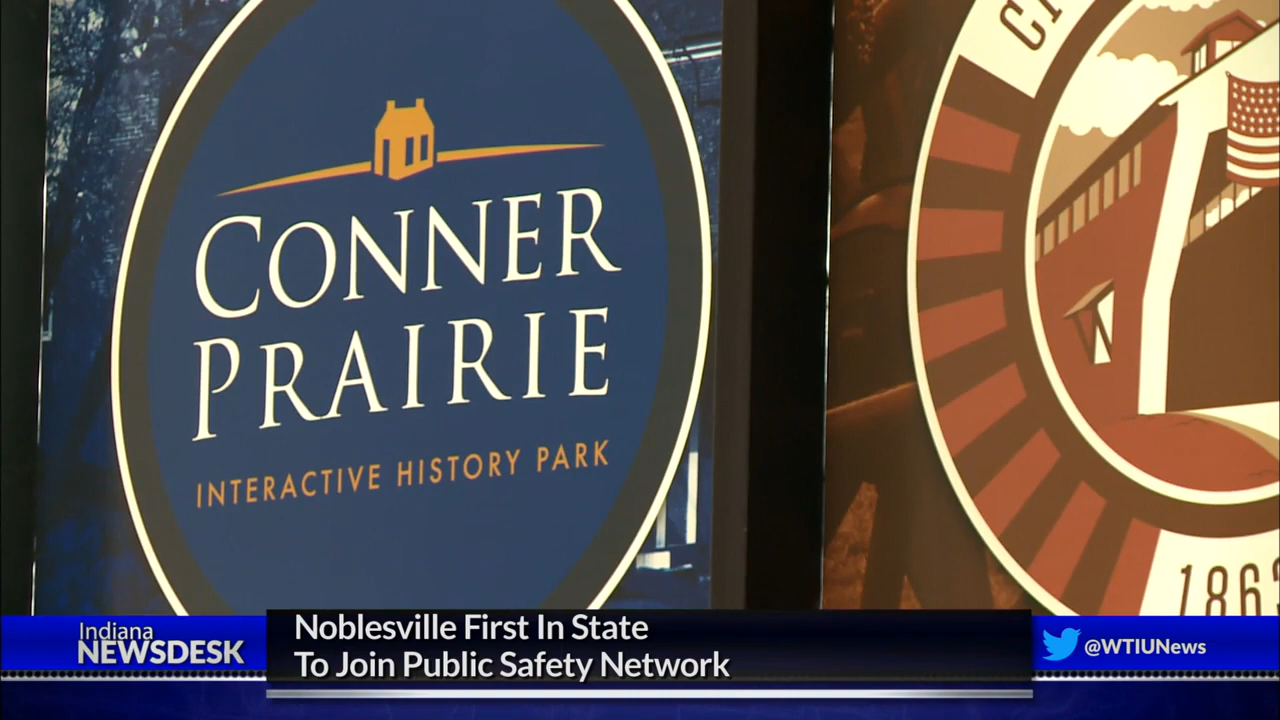 CONNER
PRAIRIE
INTERACTIVE HISTORY PARK
Indiana
NEWSDESK
Noblesville First In State
To Join Public Safety Network
@WTIUNews